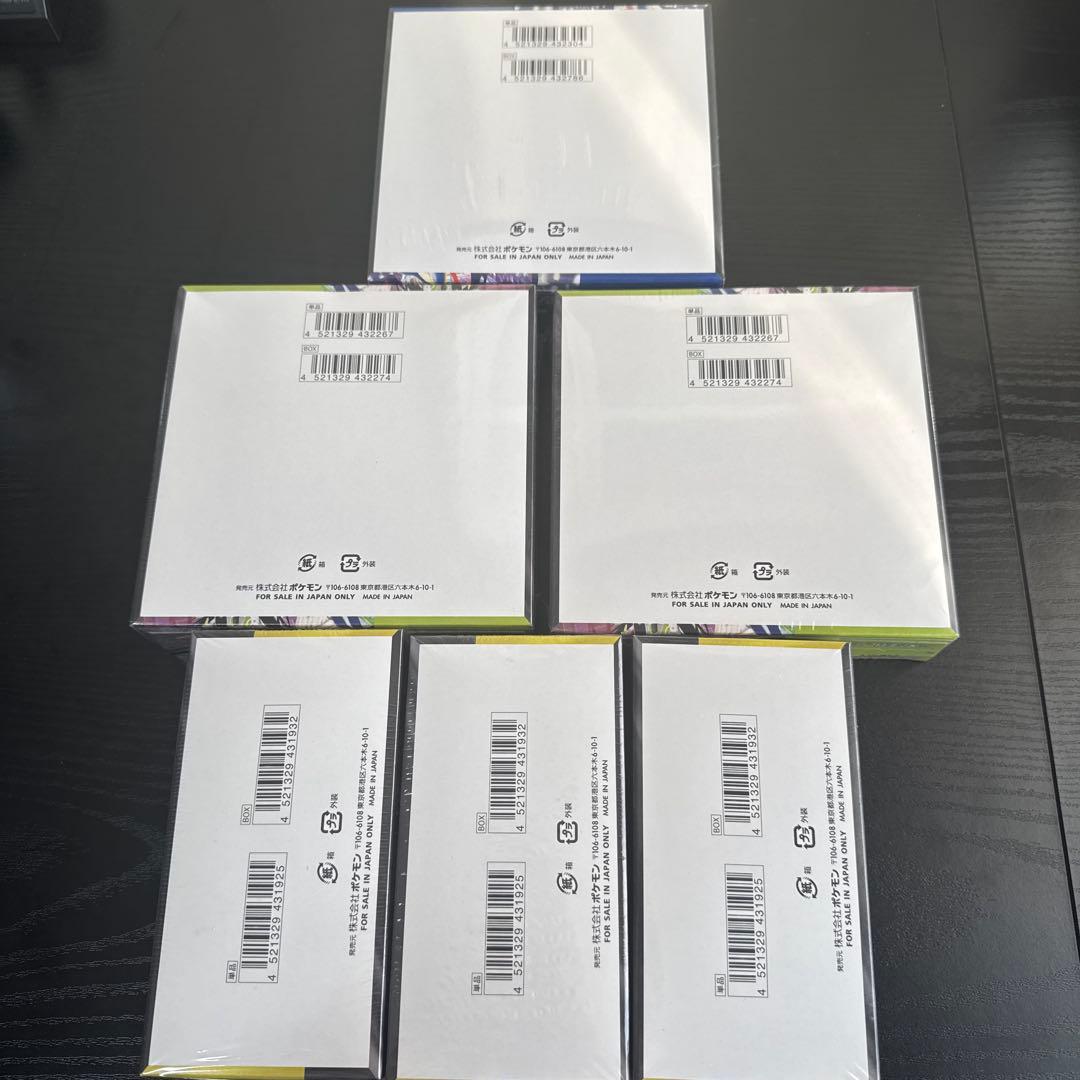 単品
4 521329 432304
BOX
4 521329 432786
紙 箱 プラ 外装
発売元 株式会社ポケモン 〒106-6108 東京都港区六本木6-10-1
FOR SALE IN JAPAN ONLY MADE IN JAPAN
単品
4 521329 432267
BOX
4 521329 432274
紙 箱 プラ 外装
発売元 株式会社ポケモン 〒106-6108 東京都港区六本木6-10-1
FOR SALE IN JAPAN ONLY MADE IN JAPAN
単品
4 521329 432267
BOX
4 521329 432274
紙 箱 プラ 外装
発売元 株式会社ポケモン 〒106-6108 東京都港区六本木6-10-1
FOR SALE IN JAPAN ONLY MADE IN JAPAN
単品
4 521329 431925
BOX
4 521329 431932
紙 箱 プラ 外装
発売元 株式会社ポケモン 〒106-6108 東京都港区六本木6-10-1
FOR SALE IN JAPAN ONLY MADE IN JAPAN
単品
4 521329 431925
BOX
4 521329 431932
紙 箱 プラ 外装
発売元 株式会社ポケモン 〒106-6108 東京都港区六本木6-10-1
FOR SALE IN JAPAN ONLY MADE IN JAPAN
単品
4 521329 431925
BOX
4 521329 431932
紙 箱 プラ 外装
発売元 株式会社ポケモン 〒106-6108 東京都港区六本木6-10-1
FOR SALE IN JAPAN ONLY MADE IN JAPAN